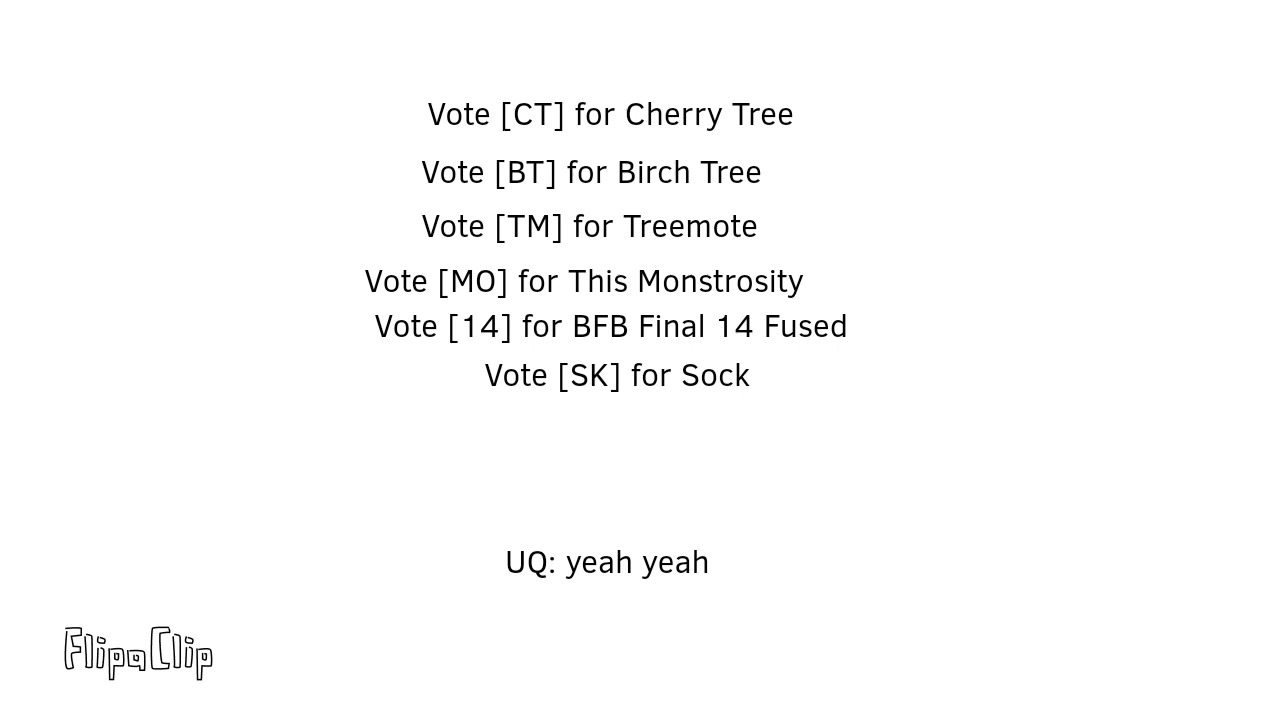 Vote [CT] for Cherry Tree
Vote [BT] for Birch Tree
Vote [TM] for Treemote
Vote [MO] for This Monstrosity
Vote [14] for BFB Final 14 Fused
Vote [SK] for Sock
UQ: yeah yeah
FlipaClip